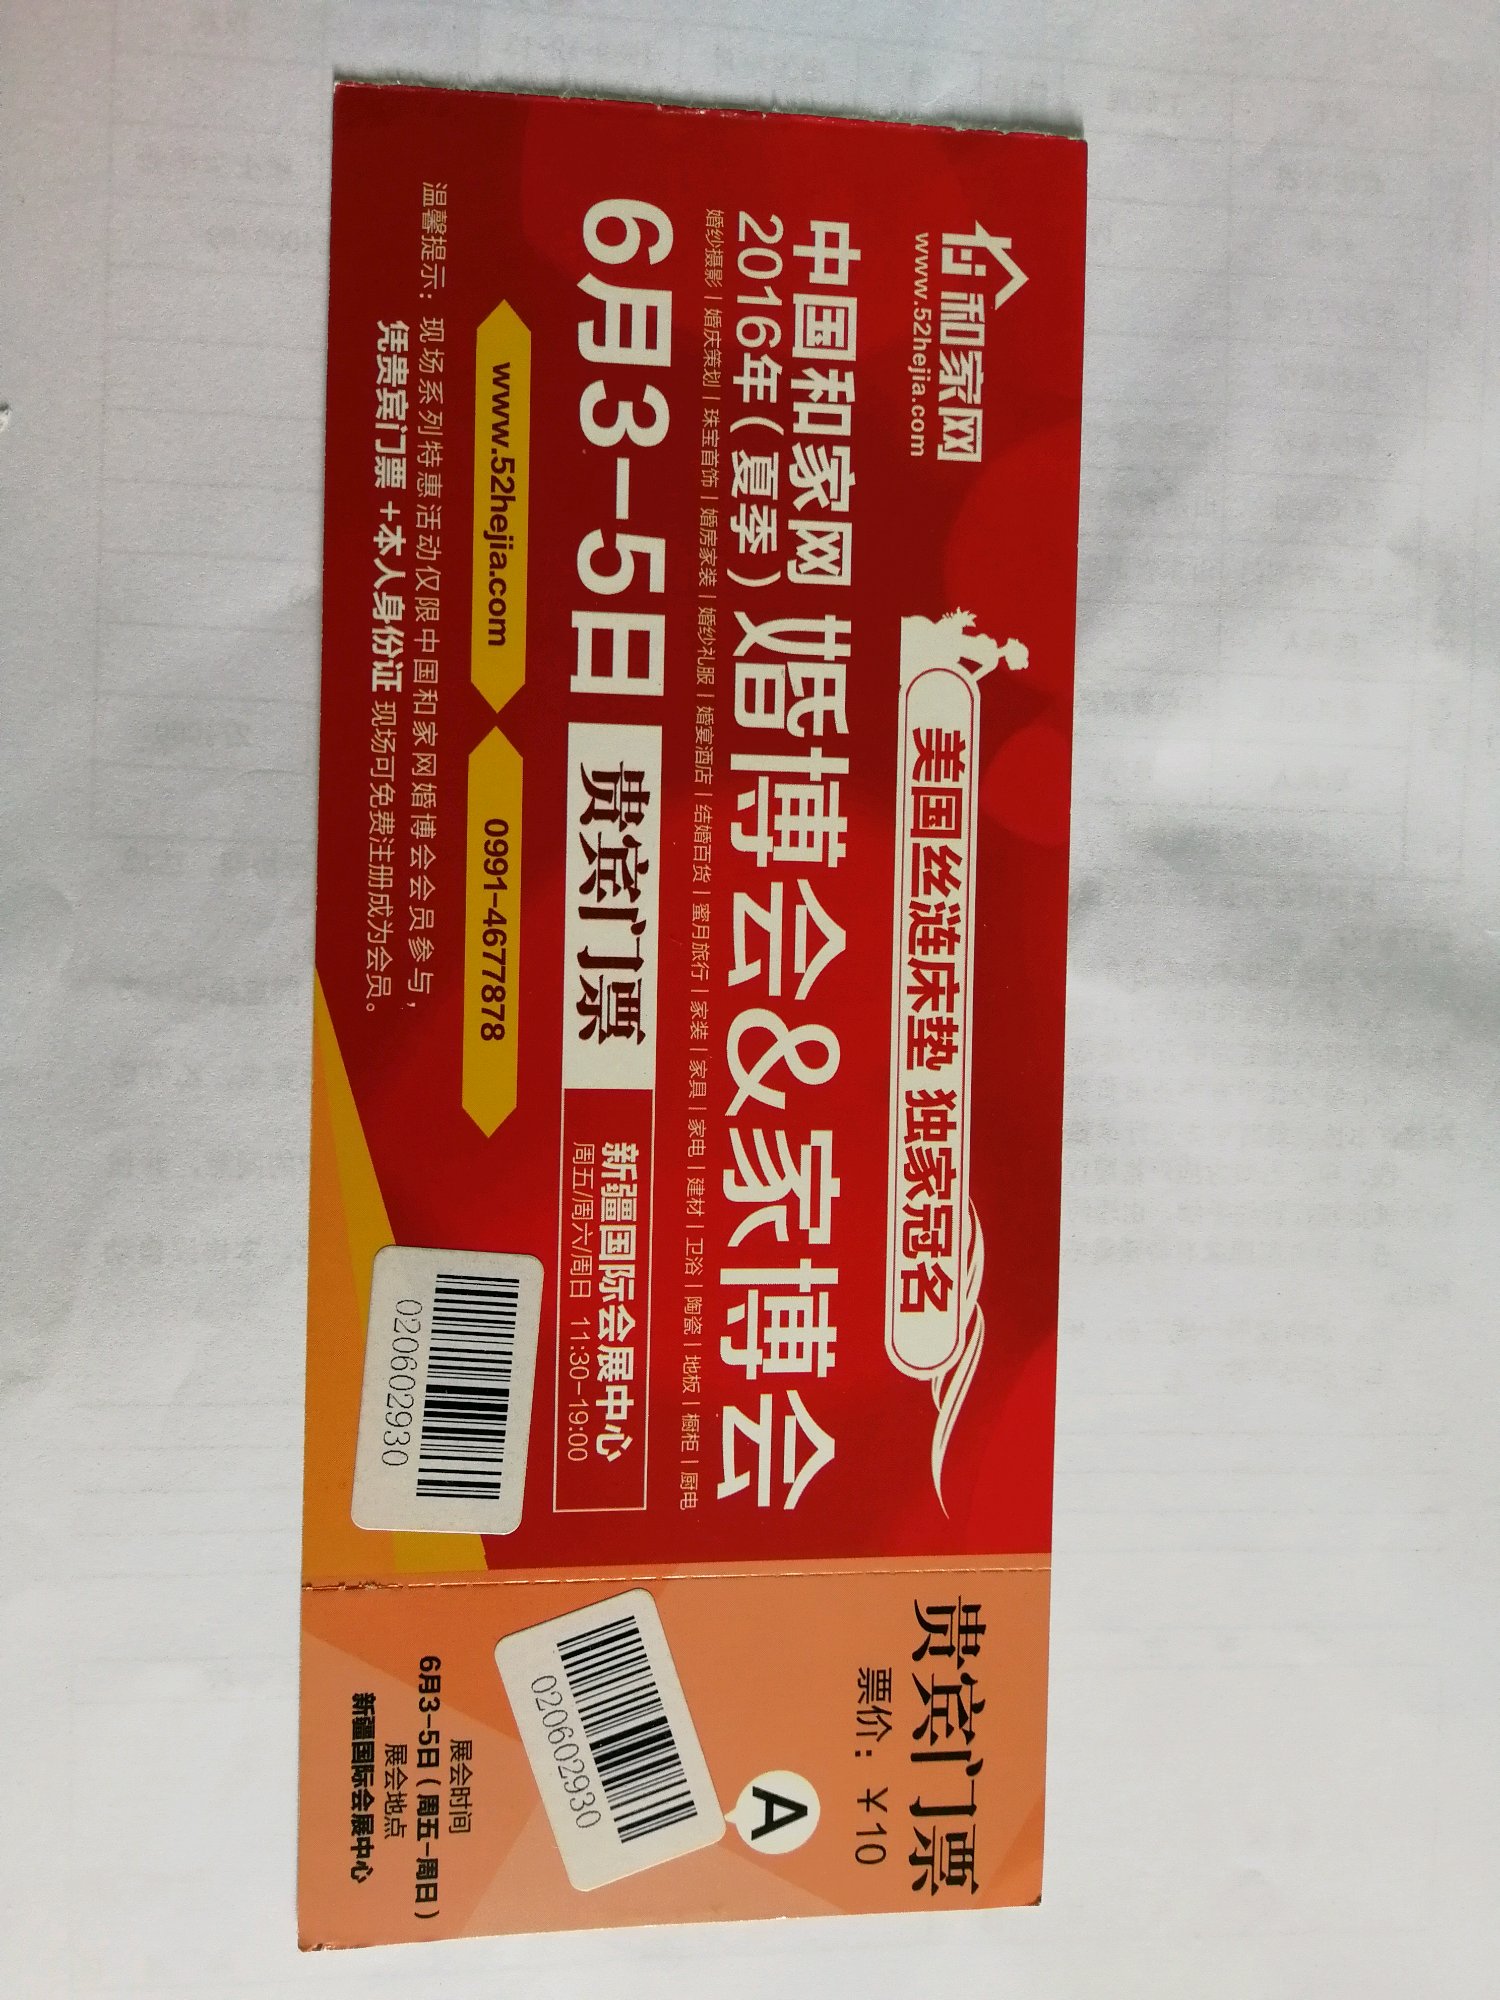 和家网
www.52hejia.com
美国丝涟床垫 独家冠名
中国和家网
2016年（夏季）
婚博会&家博会
婚纱摄影|婚庆策划|珠宝首饰|婚房家装|婚纱礼服|婚宴酒店|结婚百货|蜜月旅行|家装|家具|家电|建材|卫浴|陶瓷|地板|橱柜|厨电
6月3-5日
贵宾门票
新疆国际会展中心
周五/周六/周日 11:30-19:00
www.52hejia.com
0991-4677878
温馨提示：现场系列特惠活动仅限中国和家网婚博会会员参与，
凭贵宾门票+本人身份证 现场可免费注册成为会员。
020602930
贵宾门票
票价：￥10
A
020602930
展会时间
6月3-5日（周五-周日）
展会地点
新疆国际会展中心